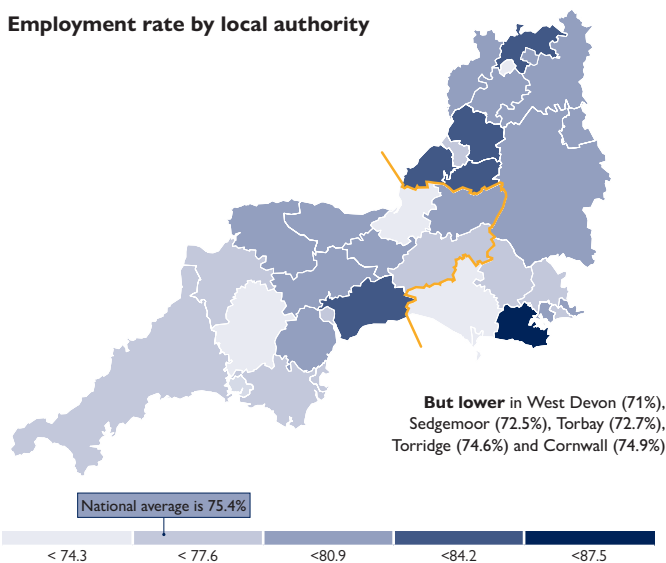 Employment rate by local authority
But lower in West Devon (71%),
Sedgemoor (72.5%), Torbay (72.7%),
Torridge (74.6%) and Cornwall (74.9%)
National average is 75.4%
< 74.3
< 77.6
<80.9
<84.2
<87.5